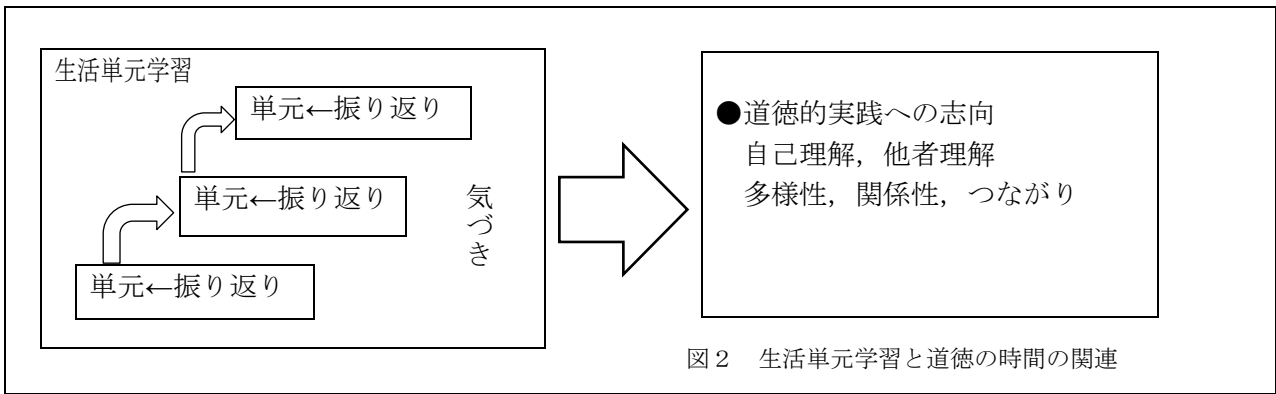 生活単元学習
単元←振り返り
単元←振り返り
単元←振り返り
気づき
●道徳的実践への志向
自己理解，他者理解
多様性，関係性，つながり
図２　生活単元学習と道徳の時間の関連